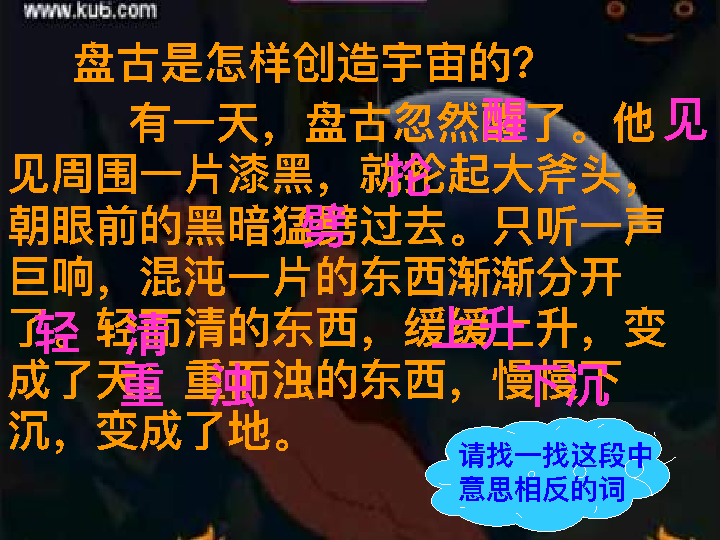 www.ku6.com
盘古是怎样创造宇宙的？
有一天，盘古忽然醒了。他 见
见周围一片漆黑，就抡起大斧头，
朝眼前的黑暗猛劈过去。只听一声
巨响，混沌一片的东西渐渐分开
了。轻而清的东西，缓缓上升，变
成了天；重而浊的东西，慢慢下
沉，变成了地。
醒
抡
劈
轻 清 上升
重 浊 下沉
请找一找这段中
意思相反的词